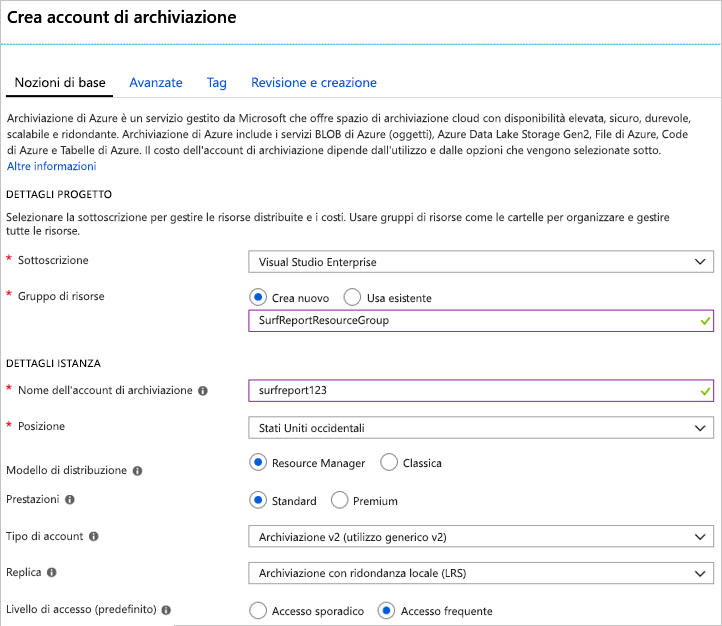 Crea account di archiviazione
Nozioni di base Avanzate Tag Revisione e creazione
Archiviazione di Azure è un servizio gestito da Microsoft che offre spazio di archiviazione cloud con disponibilità elevata, sicuro, durevole,
scalabile e ridondante. Archiviazione di Azure include i servizi BLOB di Azure (oggetti), Azure Data Lake Storage Gen2, File di Azure, Code
di Azure e Tabelle di Azure. Il costo dell'account di archiviazione dipende dall'utilizzo e dalle opzioni che vengono selezionate sotto.
Altre informazioni
DETTAGLI PROGETTO
Selezionare la sottoscrizione per gestire le risorse distribuite e i costi. Usare gruppi di risorse come le cartelle per organizzare e gestire
tutte le risorse.
* Sottoscrizione Visual Studio Enterprise
* Gruppo di risorse Crea nuovo Usa esistente
SurfReportResourceGroup
DETTAGLI ISTANZA
* Nome dell'account di archiviazione surfreport123
* Posizione Stati Uniti occidentali
Modello di distribuzione Resource Manager Classica
Prestazioni Standard Premium
Tipo di account Archiviazione v2 (utilizzo generico v2)
Replica Archiviazione con ridondanza locale (LRS)
Livello di accesso (predefinito) Accesso sporadico Accesso frequente